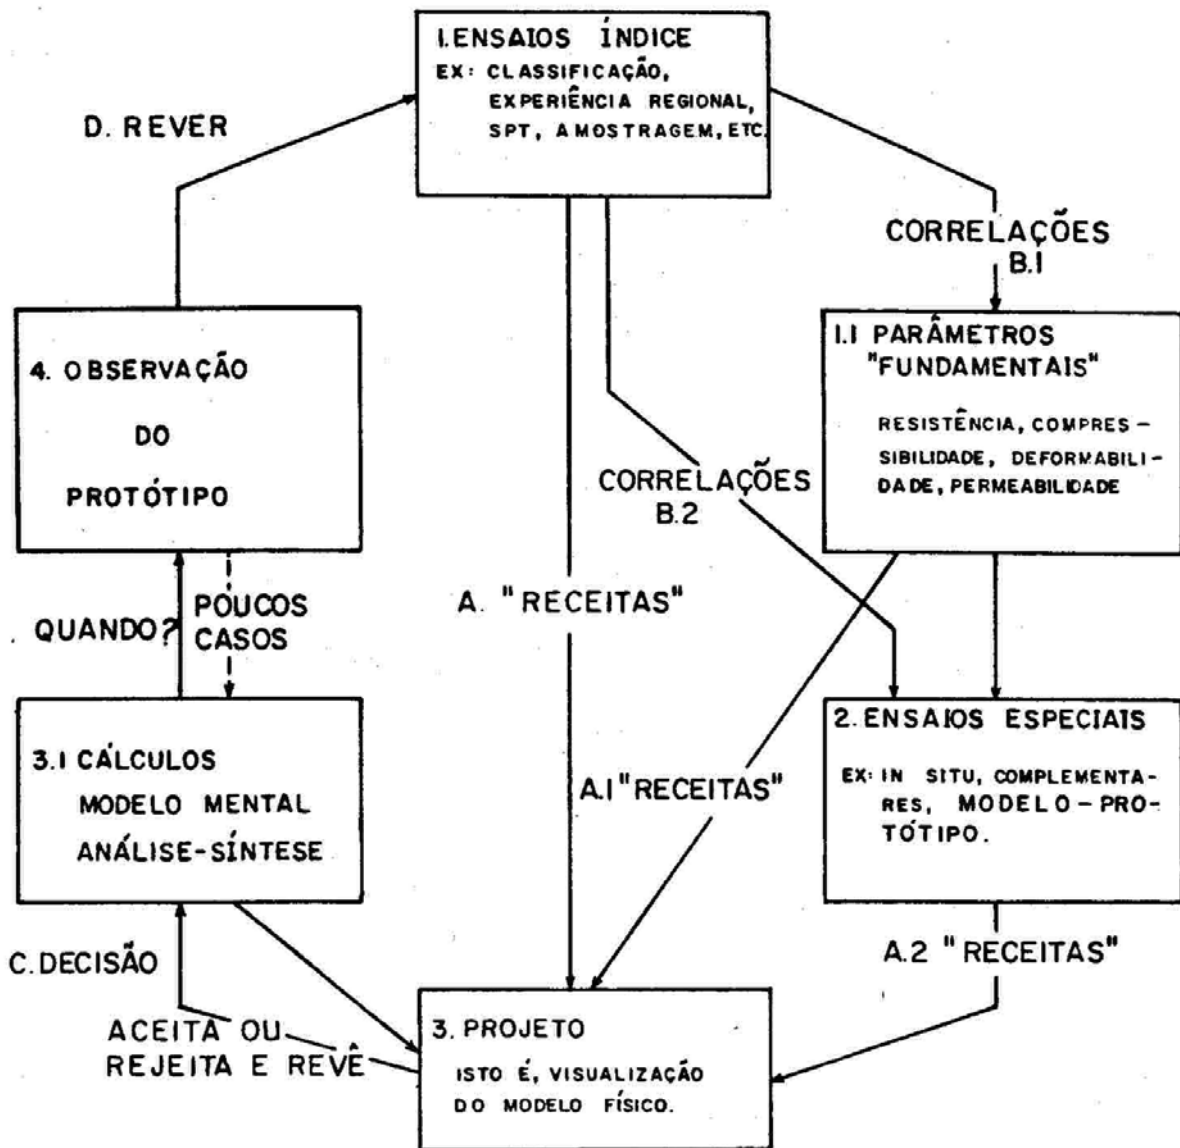 1. ENSAIOS ÍNDICE
EX: CLASSIFICAÇÃO,
EXPERIÊNCIA REGIONAL,
SPT, AMOSTRAGEM, ETC.
D. REVER
CORRELAÇÕES
B.1
4. OBSERVAÇÃO
DO
PROTÓTIPO
1.1 PARÂMETROS
"FUNDAMENTAIS"
RESISTÊNCIA, COMPRES-
SIBILIDADE, DEFORMABILI-
DADE, PERMEABILIDADE
CORRELAÇÕES
B.2
A. "RECEITAS"
QUANDO?
POUCOS
CASOS
3.1 CÁLCULOS
MODELO MENTAL
ANÁLISE-SÍNTESE
A.1 "RECEITAS"
2. ENSAIOS ESPECIAIS
EX: IN SITU, COMPLEMENTA-
RES, MODELO-PRO-
TÓTIPO.
C. DECISÃO
ACEITA OU
REJEITA E REVÊ
A.2 "RECEITAS"
3. PROJETO
ISTO É, VISUALIZAÇÃO
DO MODELO FÍSICO.